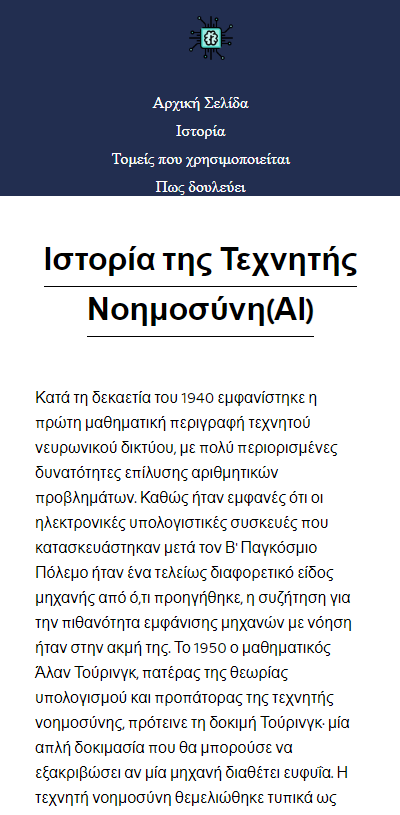 Αρχική Σελίδα
Ιστορία
Τομείς που χρησιμοποιείται
Πως δουλεύει
Ιστορία της Τεχνητής
Νοημοσύνη(AI)
Κατά τη δεκαετία του 1940 εμφανίστηκε η
πρώτη μαθηματική περιγραφή τεχνητού
νευρωνικού δικτύου, με πολύ περιορισμένες
δυνατότητες επίλυσης αριθμητικών
προβλημάτων. Καθώς ήταν εμφανές ότι οι
ηλεκτρονικές υπολογιστικές συσκευές που
κατασκευάστηκαν μετά τον Β' Παγκόσμιο
Πόλεμο ήταν ένα τελείως διαφορετικό είδος
μηχανής από ό,τι προηγήθηκε, η συζήτηση για
την πιθανότητα εμφάνισης μηχανών με νόηση
ήταν στην ακμή της. Το 1950 ο μαθηματικός
Άλαν Τούρινγκ, πατέρας της θεωρίας
υπολογισμού και προπάτορας της τεχνητής
νοημοσύνης, πρότεινε τη δοκιμή Τούρινγκ· μία
απλή δοκιμασία που θα μπορούσε να
εξακριβώσει αν μία μηχανή διαθέτει ευφυΐα. Η
τεχνητή νοημοσύνη θεμελιώθηκε τυπικά ως